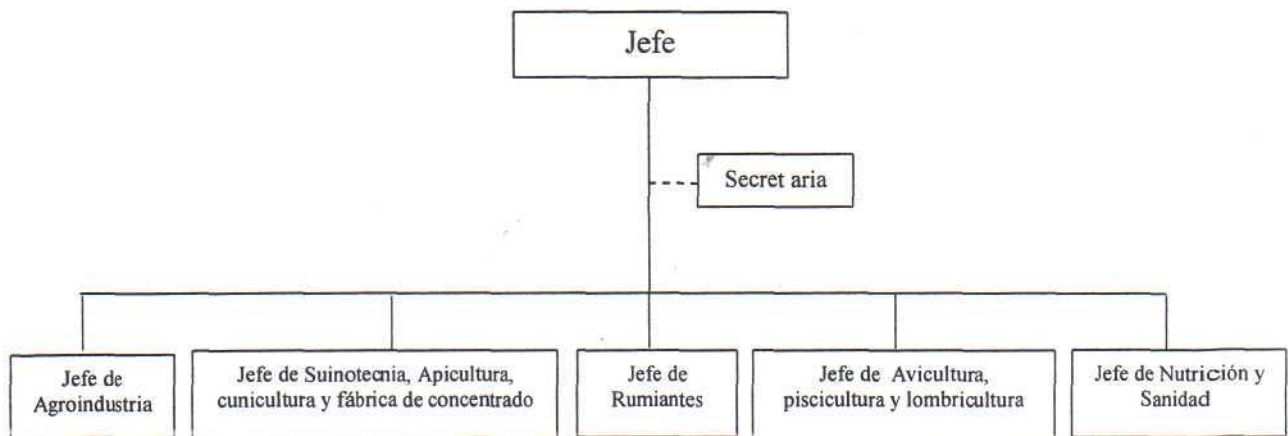 Jefe
Secret aria
Jefe de
Agroindustria
Jefe de Suinotecnia, Apicultura,
cunicultura y fábrica de concentrado
Jefe de
Rumiantes
Jefe de Avicultura,
piscicultura y lombricultura
Jefe de Nutrición y
Sanidad